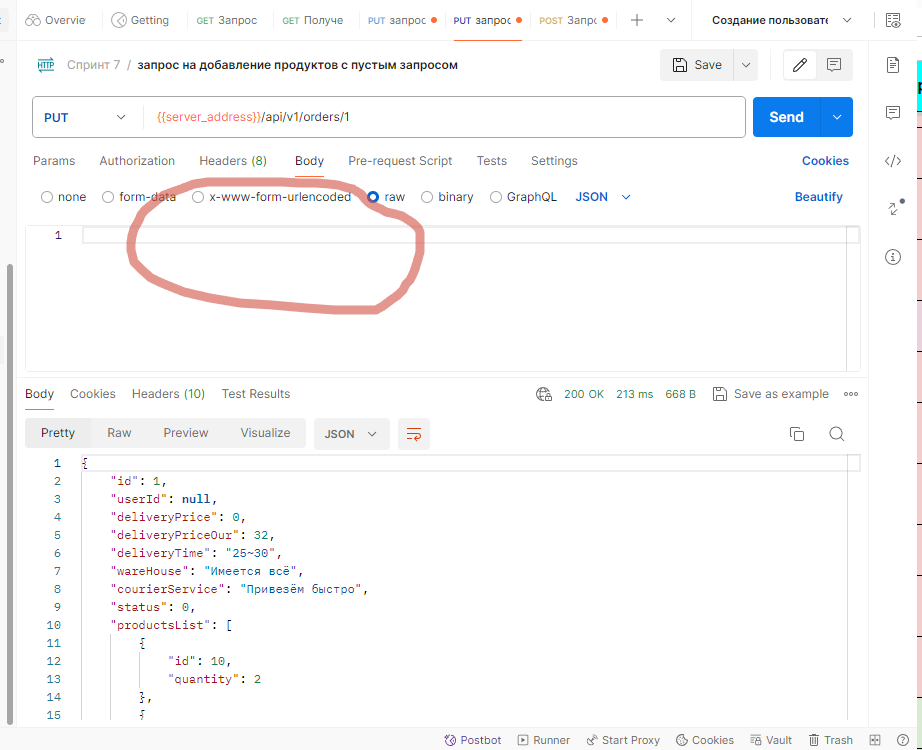 Overvie
Getting
GET Запрос
GET Получе
PUT запрос
PUT запрос
POST Запрс
Создание пользовате
HTTP
Спринт 7 / запрос на добавление продуктов с пустым запросом
Save
PUT
{{server_address}}/api/v1/orders/1
Send
Params
Authorization
Headers (8)
Body
Pre-request Script
Tests
Settings
Cookies
none
form-data
x-www-form-urlencoded
raw
binary
GraphQL
JSON
Beautify
1
Body
Cookies
Headers (10)
Test Results
200 OK
213 ms
668 B
Save as example
Pretty
Raw
Preview
Visualize
JSON
1 {
2 "id": 1,
3 "userId": null,
4 "deliveryPrice": 0,
5 "deliveryPriceOur": 32,
6 "deliveryTime": "25~30",
7 "wareHouse": "Имеется всё",
8 "courierService": "Привезём быстро",
9 "status": 0,
10 "productsList": [
11 {
12 "id": 10,
13 "quantity": 2
14 },
15 {
Postbot
Runner
Start Proxy
Cookies
Vault
Trash